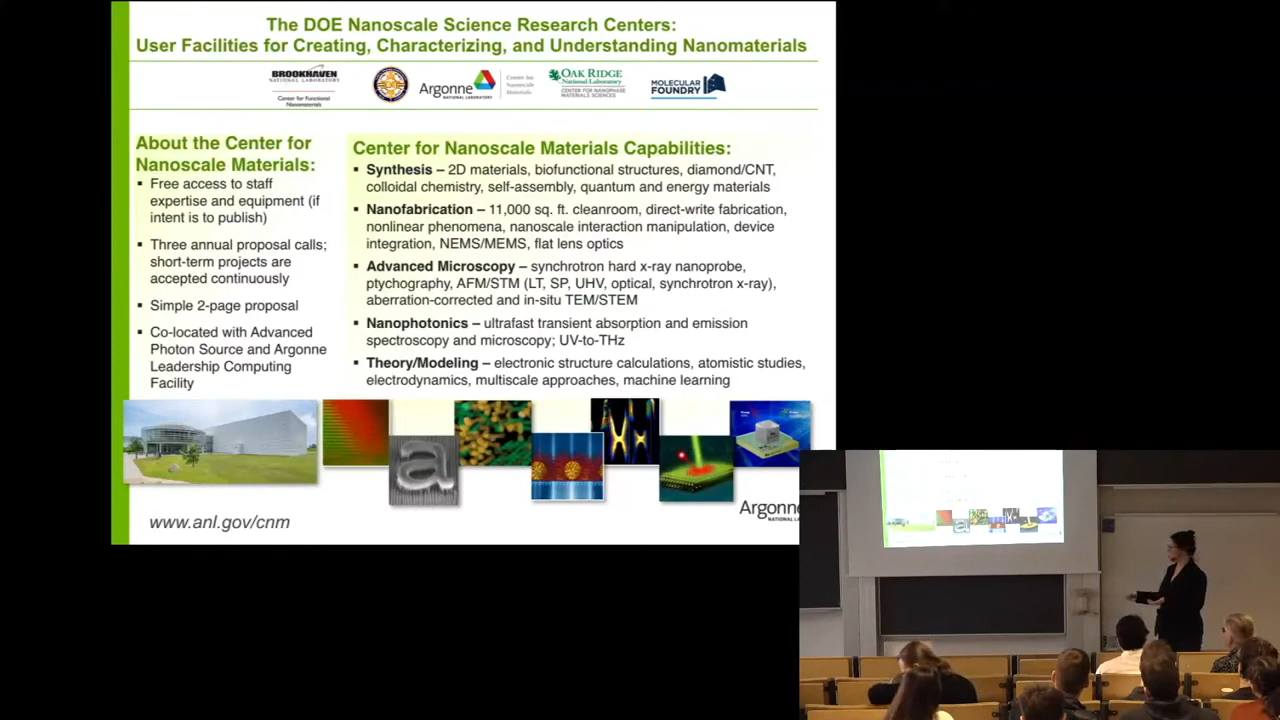 The DOE Nanoscale Science Research Centers:
User Facilities for Creating, Characterizing, and Understanding Nanomaterials
BROOKHAVEN
NATIONAL LABORATORY
Center for Functional
Nanomaterials
Argonne
NATIONAL LABORATORY
Center for
Nanoscale
Materials
OAK RIDGE
National Laboratory
CENTER FOR NANOPHASE
MATERIALS SCIENCES
MOLECULAR
FOUNDRY
About the Center for
Nanoscale Materials:
▪ Free access to staff
expertise and equipment (if
intent is to publish)
▪ Three annual proposal calls;
short-term projects are
accepted continuously
▪ Simple 2-page proposal
▪ Co-located with Advanced
Photon Source and Argonne
Leadership Computing
Facility
Center for Nanoscale Materials Capabilities:
▪ Synthesis – 2D materials, biofunctional structures, diamond/CNT,
colloidal chemistry, self-assembly, quantum and energy materials
▪ Nanofabrication – 11,000 sq. ft. cleanroom, direct-write fabrication,
nonlinear phenomena, nanoscale interaction manipulation, device
integration, NEMS/MEMS, flat lens optics
▪ Advanced Microscopy – synchrotron hard x-ray nanoprobe,
ptychography, AFM/STM (LT, SP, UHV, optical, synchrotron x-ray),
aberration-corrected and in-situ TEM/STEM
▪ Nanophotonics – ultrafast transient absorption and emission
spectroscopy and microscopy; UV-to-THz
▪ Theory/Modeling – electronic structure calculations, atomistic studies,
electrodynamics, multiscale approaches, machine learning
a
www.anl.gov/cnm
Argonne